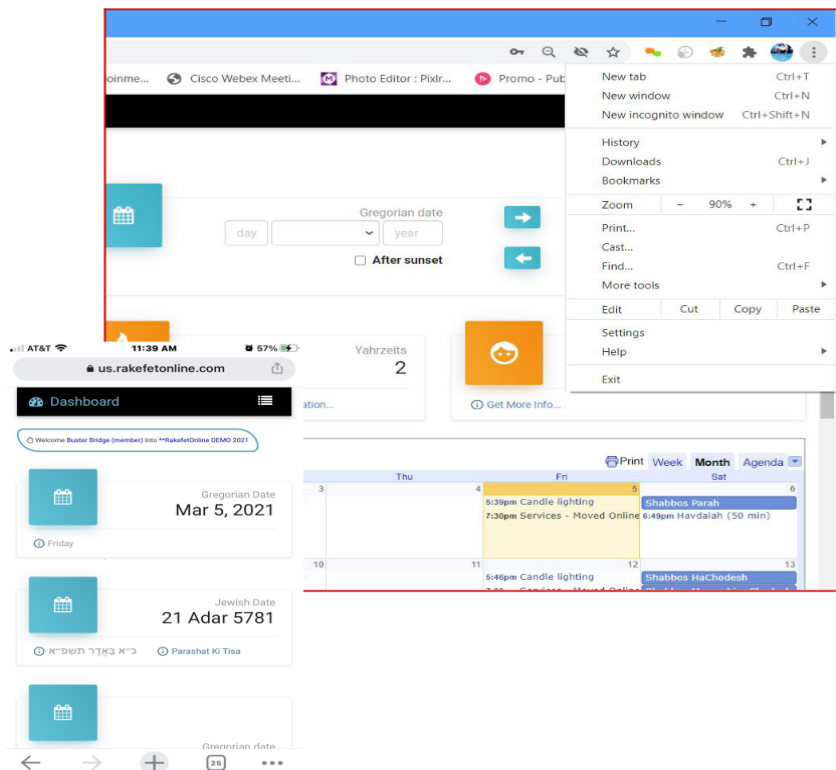 oinme...
Cisco Webex Meeti...
Photo Editor : Pixlr...
Promo - Pub
New tab Ctrl+T
New window Ctrl+N
New incognito window Ctrl+Shift+N
History
Downloads Ctrl+J
Bookmarks
Zoom - 90% +
Print... Ctrl+P
Cast...
Find... Ctrl+F
More tools
Edit Cut Copy Paste
Settings
Help
Exit
Gregorian date
day year
After sunset
Yahrzeits
2
ation...
Get More Info...
Print Week Month Agenda
Thu Fri Sat
3 4 5 6
5:39pm Candle lighting
7:30pm Services - Moved Online
Shabbos Parah
6:49pm Havdalah (50 min)
10 11 12 13
5:46pm Candle lighting
Shabbos HaChodesh
AT&T 11:39 AM 57%
us.rakefetonline.com
Dashboard
Welcome Buster Bridge (member) Into **RakefetOnline DEMO 2021
Gregorian Date
Mar 5, 2021
Friday
Jewish Date
21 Adar 5781
כ״א בַּאֲדָר תשפ״א Parashat Ki Tisa
Gregorian date
25